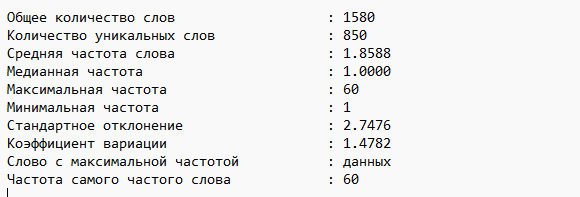 Общее количество слов : 1580
Количество уникальных слов : 850
Средняя частота слова : 1.8588
Медианная частота : 1.0000
Максимальная частота : 60
Минимальная частота : 1
Стандартное отклонение : 2.7476
Коэффициент вариации : 1.4782
Слово с максимальной частотой : данных
Частота самого частого слова : 60